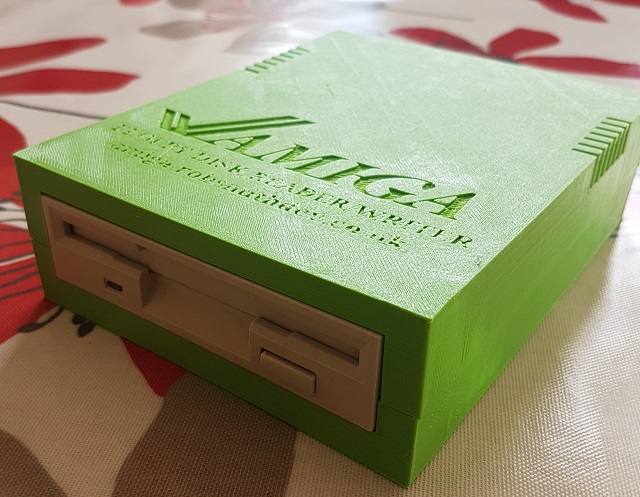 AMIGA
FLOPPY DISK READER WRITER
amiga.robsmithdev.co.uk